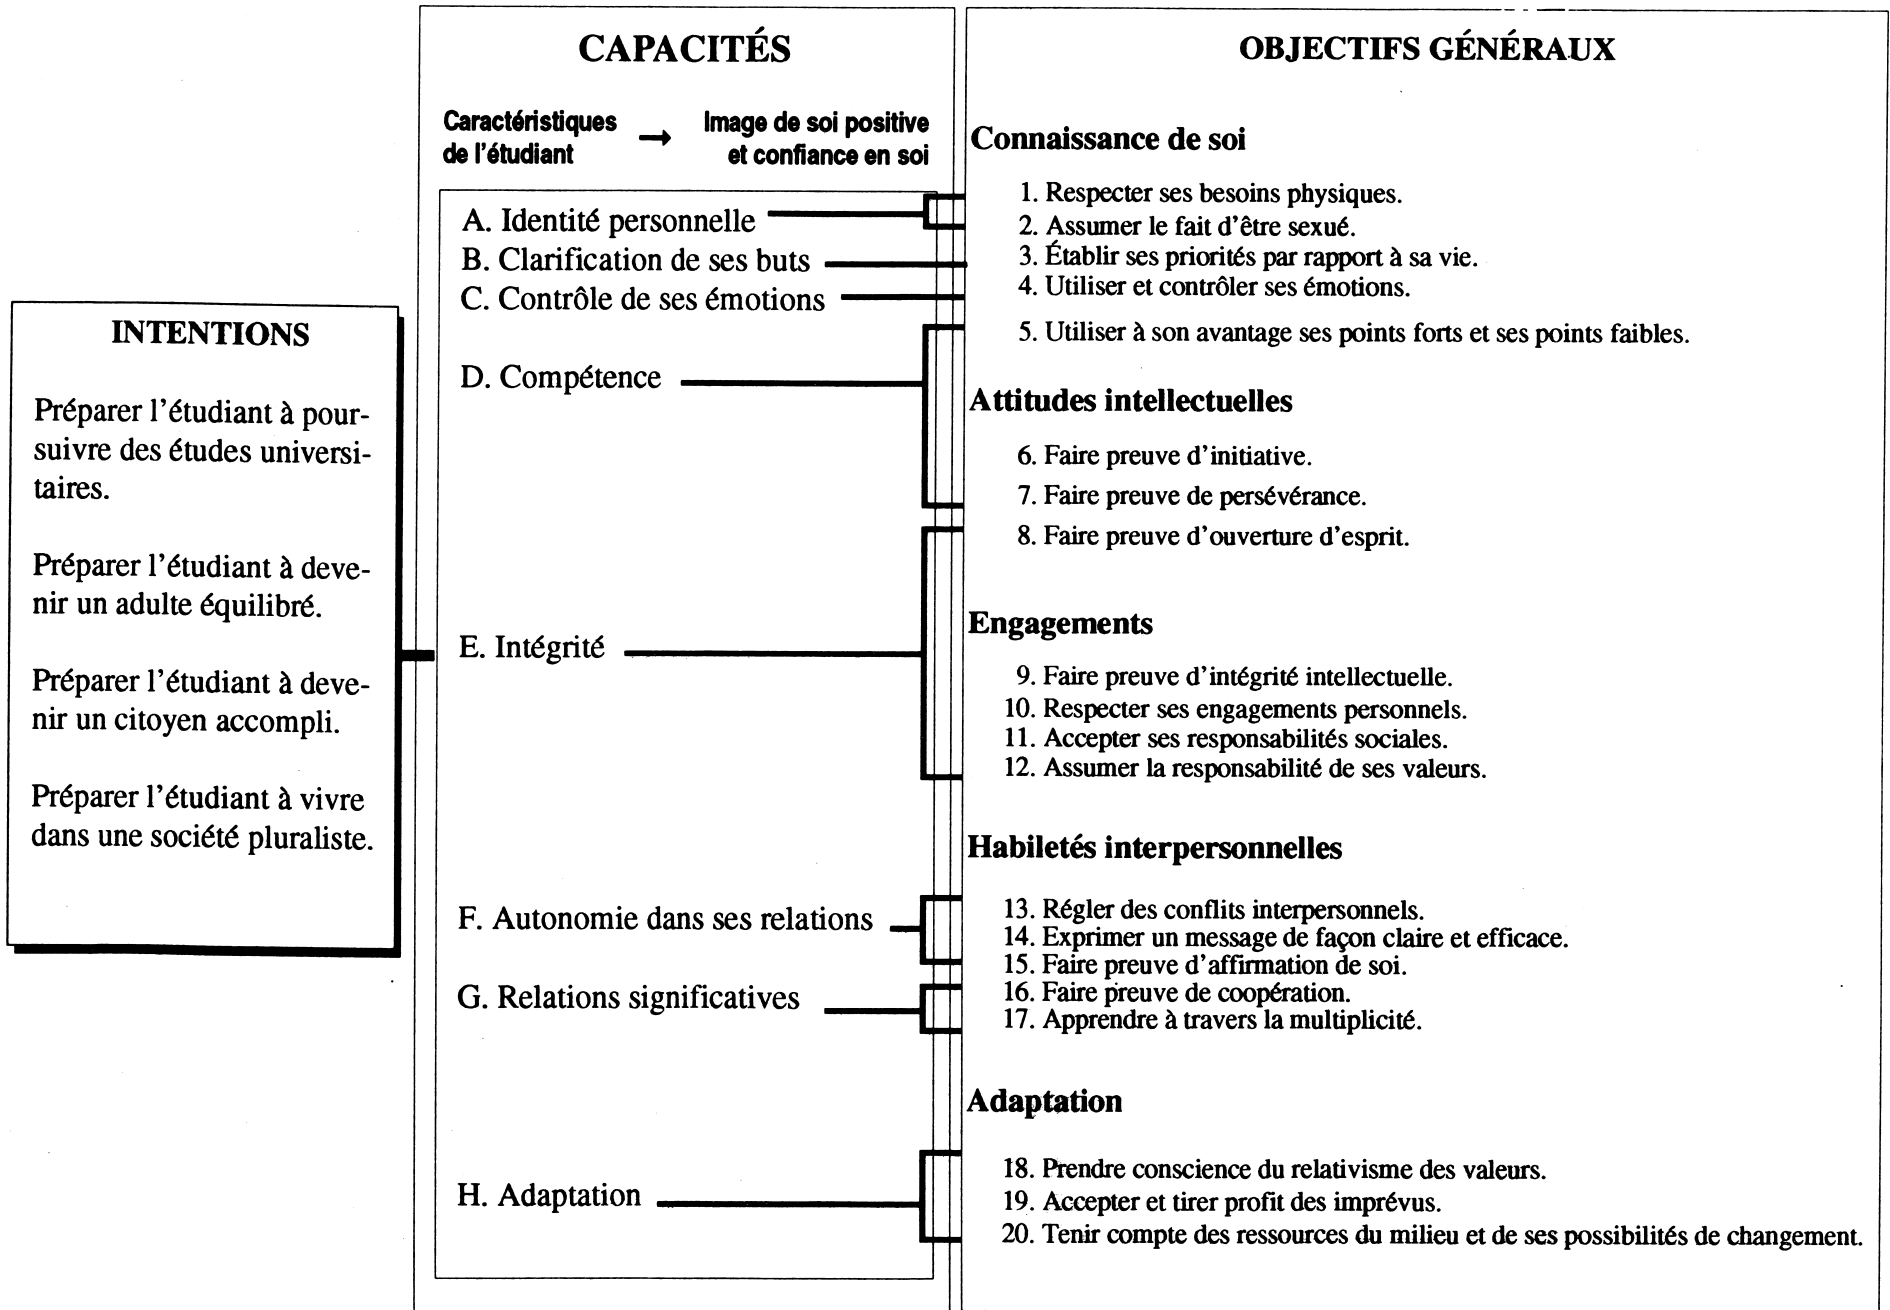 INTENTIONS
Préparer l'étudiant à pour-
suivre des études universi-
taires.
Préparer l'étudiant à deve-
nir un adulte équilibré.
Préparer l'étudiant à deve-
nir un citoyen accompli.
Préparer l'étudiant à vivre
dans une société pluraliste.
CAPACITÉS
Caractéristiques → Image de soi positive
de l'étudiant et confiance en soi
A. Identité personnelle
B. Clarification de ses buts
C. Contrôle de ses émotions
D. Compétence
E. Intégrité
F. Autonomie dans ses relations
G. Relations significatives
H. Adaptation
OBJECTIFS GÉNÉRAUX
Connaissance de soi
1. Respecter ses besoins physiques.
2. Assumer le fait d'être sexué.
3. Établir ses priorités par rapport à sa vie.
4. Utiliser et contrôler ses émotions.
5. Utiliser à son avantage ses points forts et ses points faibles.
Attitudes intellectuelles
6. Faire preuve d'initiative.
7. Faire preuve de persévérance.
8. Faire preuve d'ouverture d'esprit.
Engagements
9. Faire preuve d'intégrité intellectuelle.
10. Respecter ses engagements personnels.
11. Accepter ses responsabilités sociales.
12. Assumer la responsabilité de ses valeurs.
Habiletés interpersonnelles
13. Régler des conflits interpersonnels.
14. Exprimer un message de façon claire et efficace.
15. Faire preuve d'affirmation de soi.
16. Faire preuve de coopération.
17. Apprendre à travers la multiplicité.
Adaptation
18. Prendre conscience du relativisme des valeurs.
19. Accepter et tirer profit des imprévus.
20. Tenir compte des ressources du milieu et de ses possibilités de changement.